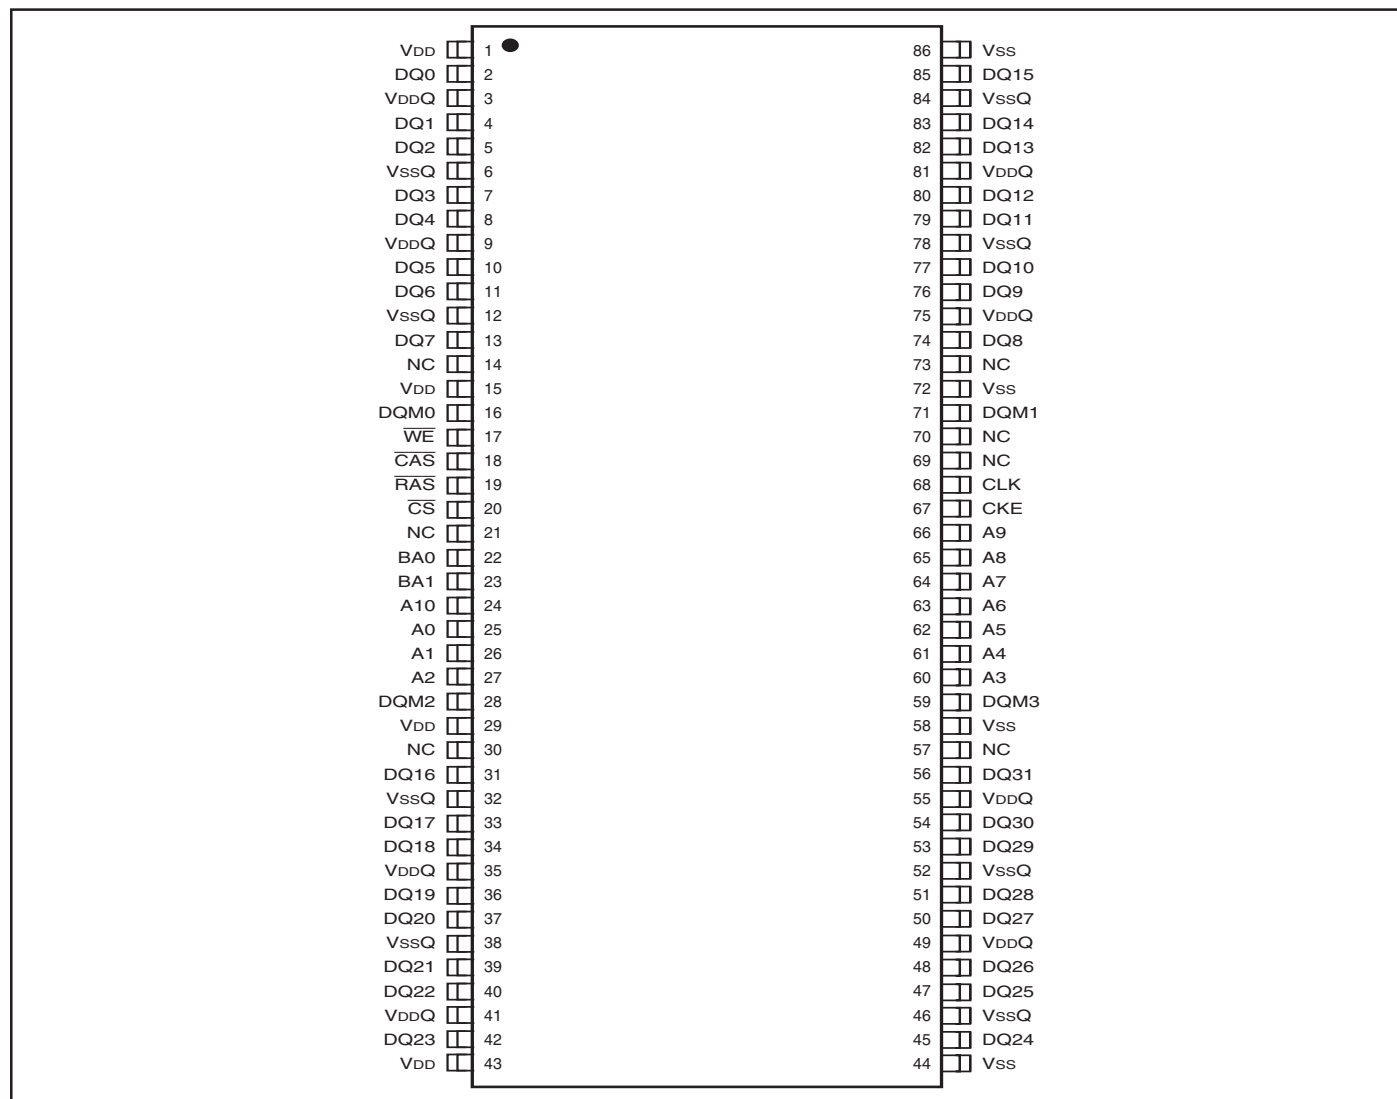 VDD 1 86 VSS
DQ0 2 85 DQ15
VDDQ 3 84 VSSQ
DQ1 4 83 DQ14
DQ2 5 82 DQ13
VSSQ 6 81 VDDQ
DQ3 7 80 DQ12
DQ4 8 79 DQ11
VDDQ 9 78 VSSQ
DQ5 10 77 DQ10
DQ6 11 76 DQ9
VSSQ 12 75 VDDQ
DQ7 13 74 DQ8
NC 14 73 NC
VDD 15 72 VSS
DQM0 16 71 DQM1
W̅E̅ 17 70 NC
C̅A̅S̅ 18 69 NC
R̅A̅S̅ 19 68 CLK
C̅S̅ 20 67 CKE
NC 21 66 A9
BA0 22 65 A8
BA1 23 64 A7
A10 24 63 A6
A0 25 62 A5
A1 26 61 A4
A2 27 60 A3
DQM2 28 59 DQM3
VDD 29 58 VSS
NC 30 57 NC
DQ16 31 56 DQ31
VSSQ 32 55 VDDQ
DQ17 33 54 DQ30
DQ18 34 53 DQ29
VDDQ 35 52 VSSQ
DQ19 36 51 DQ28
DQ20 37 50 DQ27
VSSQ 38 49 VDDQ
DQ21 39 48 DQ26
DQ22 40 47 DQ25
VDDQ 41 46 VSSQ
DQ23 42 45 DQ24
VDD 43 44 VSS